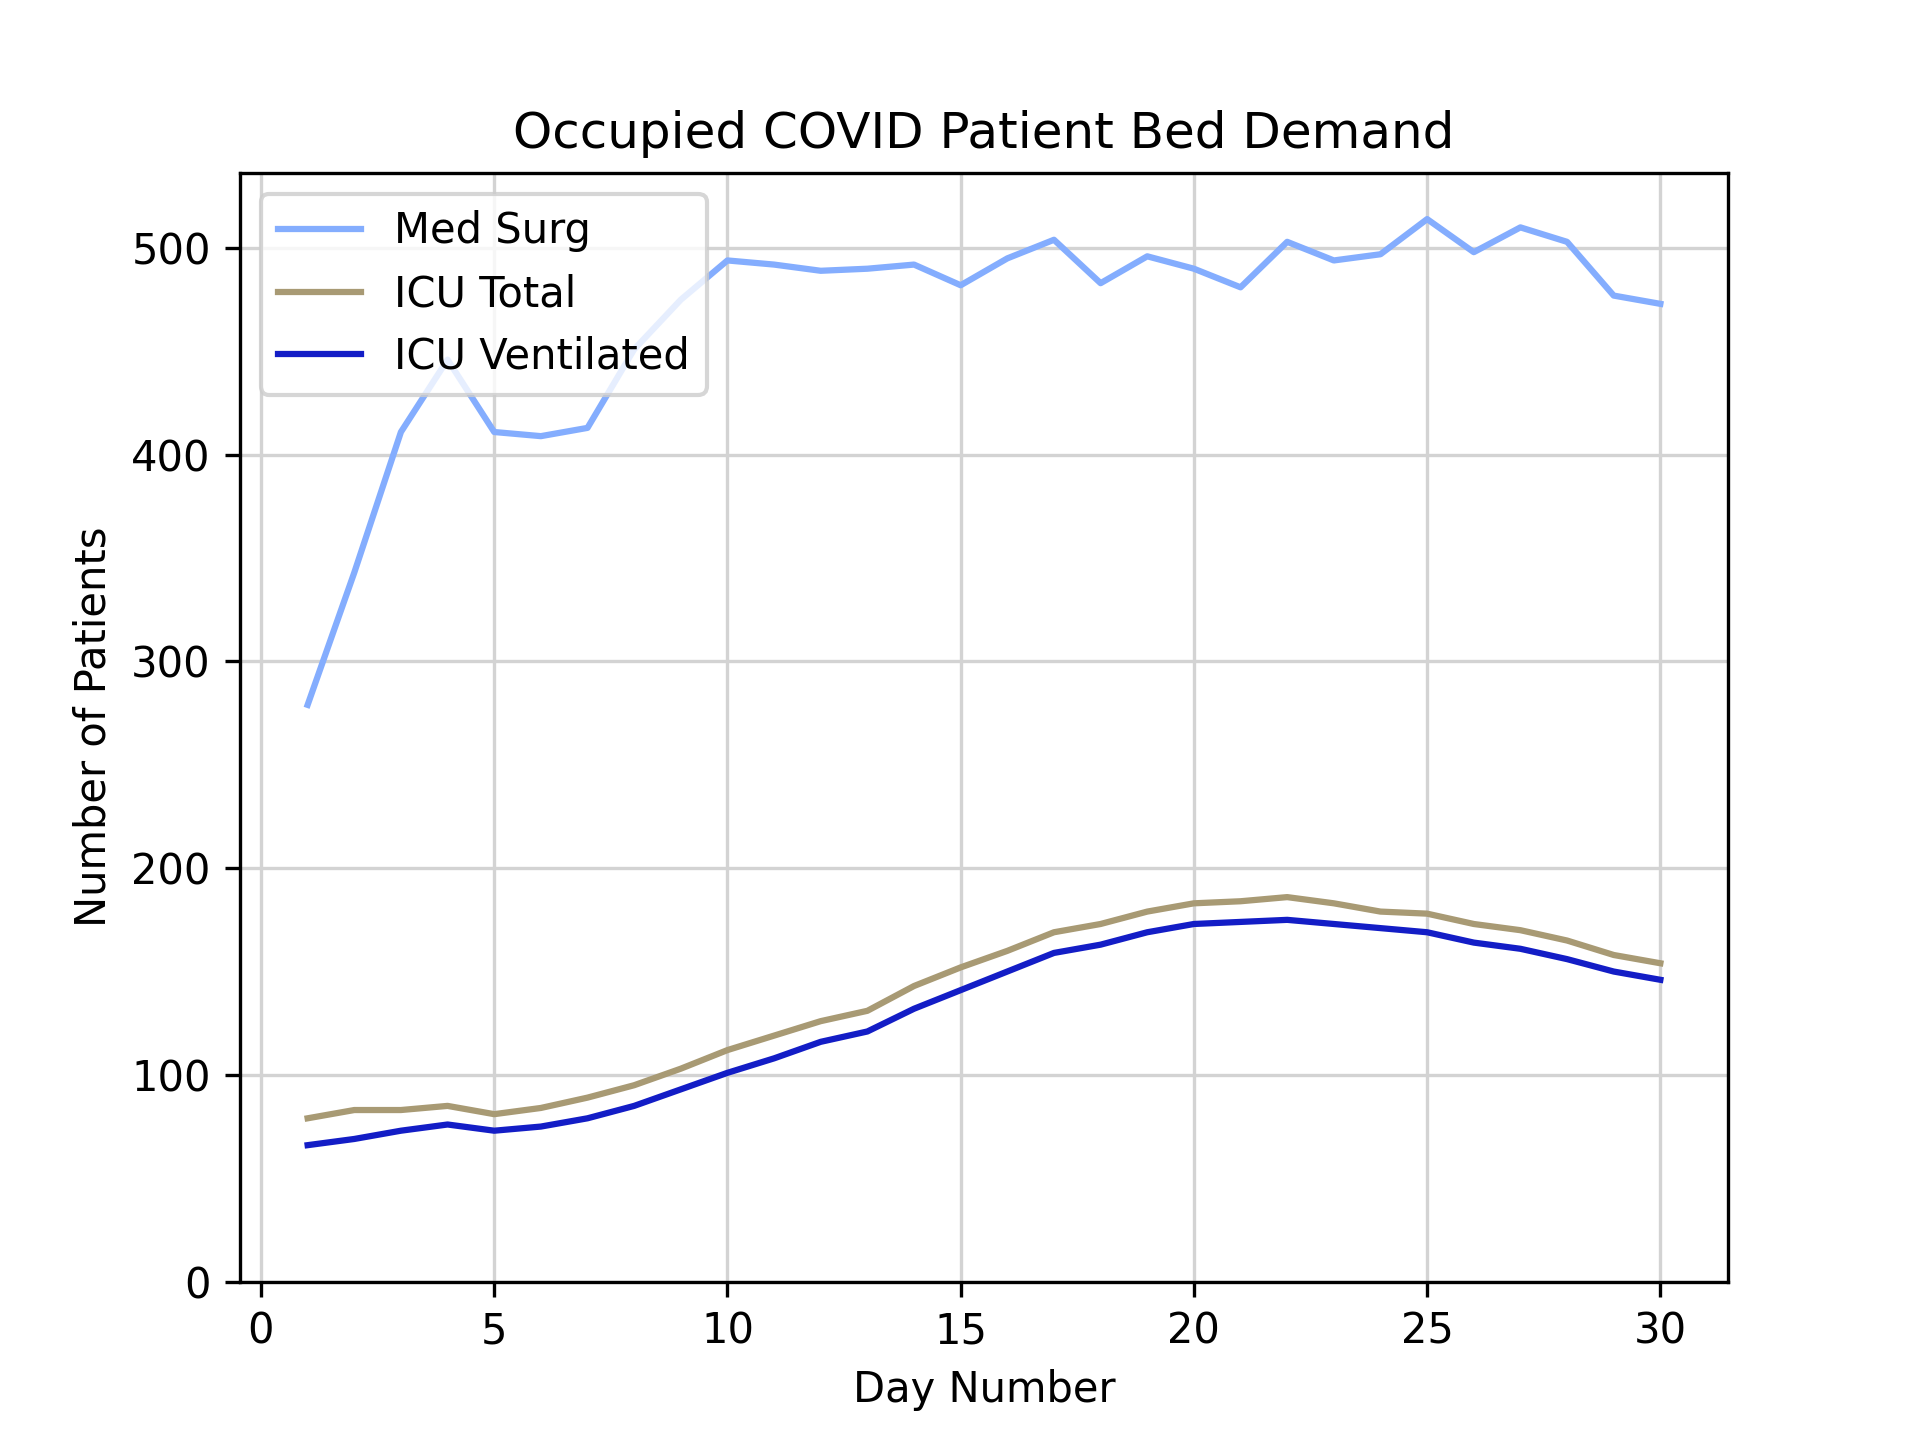 Occupied COVID Patient Bed Demand
Med Surg
ICU Total
ICU Ventilated
500
400
300
200
100
0
Number of Patients
0 5 10 15 20 25 30
Day Number